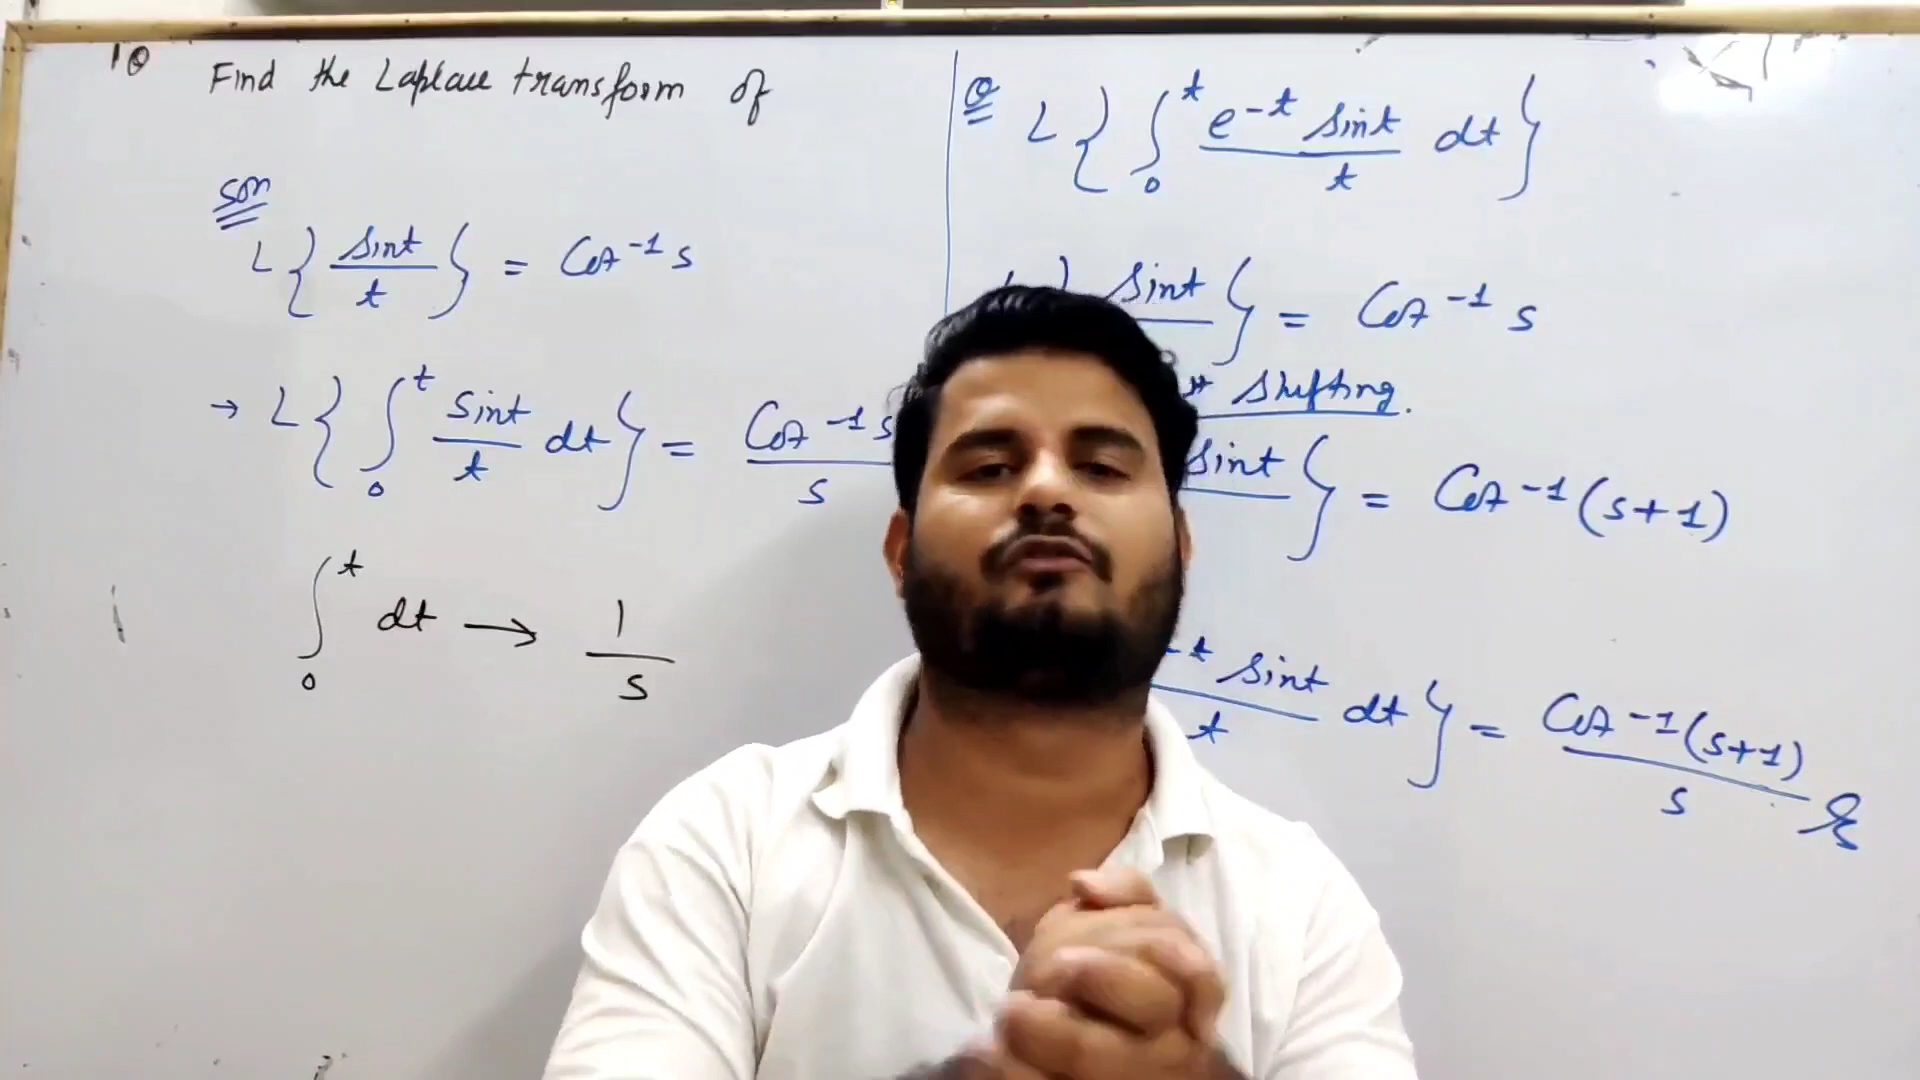 1Q Find the Laplace transform of
Soln
L{ sint / t } = Cot⁻¹ s
→ L{ ∫₀ᵗ sint / t dt } = Cot⁻¹ s / s
∫₀ᵗ dt → 1 / s
Q L{ ∫₀ᵗ e⁻ᵗ sint / t dt }
sint } = Cot⁻¹ s
shifting.
sint } = Cot⁻¹ (s+1)
t sint / t dt } = Cot⁻¹ (s+1) / s